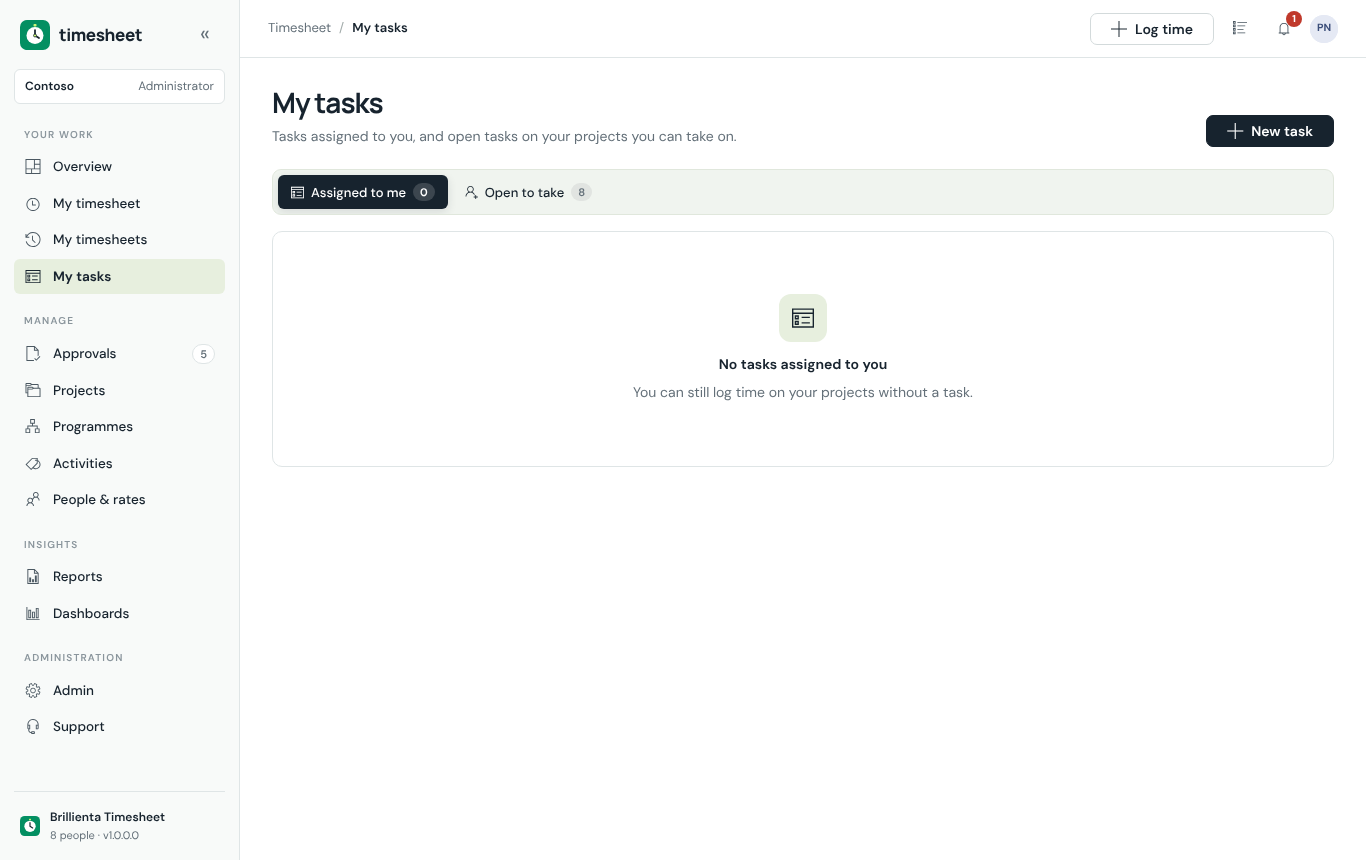 timesheet
Contoso Administrator
YOUR WORK
Overview
My timesheet
My timesheets
My tasks
MANAGE
Approvals 5
Projects
Programmes
Activities
People & rates
INSIGHTS
Reports
Dashboards
ADMINISTRATION
Admin
Support
Brillienta Timesheet
8 people · v1.0.0.0
Timesheet / My tasks
Log time
1
PN
My tasks
Tasks assigned to you, and open tasks on your projects you can take on.
New task
Assigned to me 0
Open to take 8
No tasks assigned to you
You can still log time on your projects without a task.